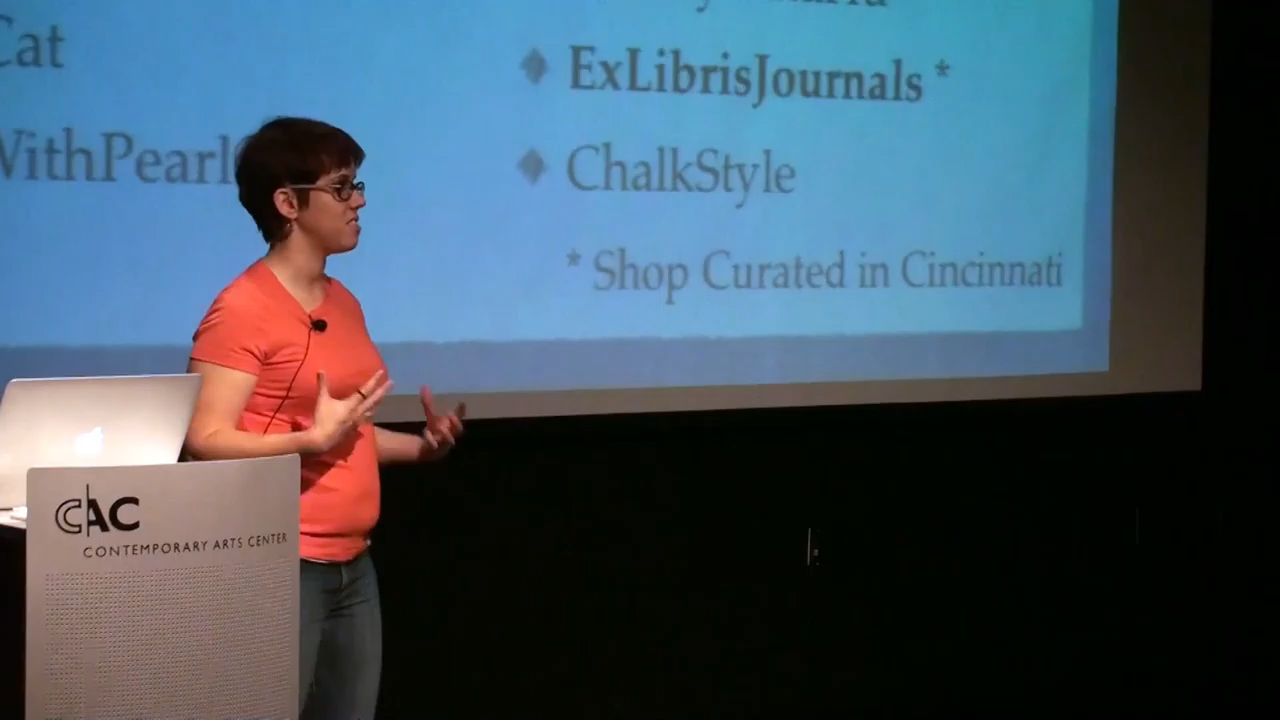 Cat
ExLibrisJournals *
WithPearl
ChalkStyle
* Shop Curated in Cincinnati
CAC
CONTEMPORARY ARTS CENTER